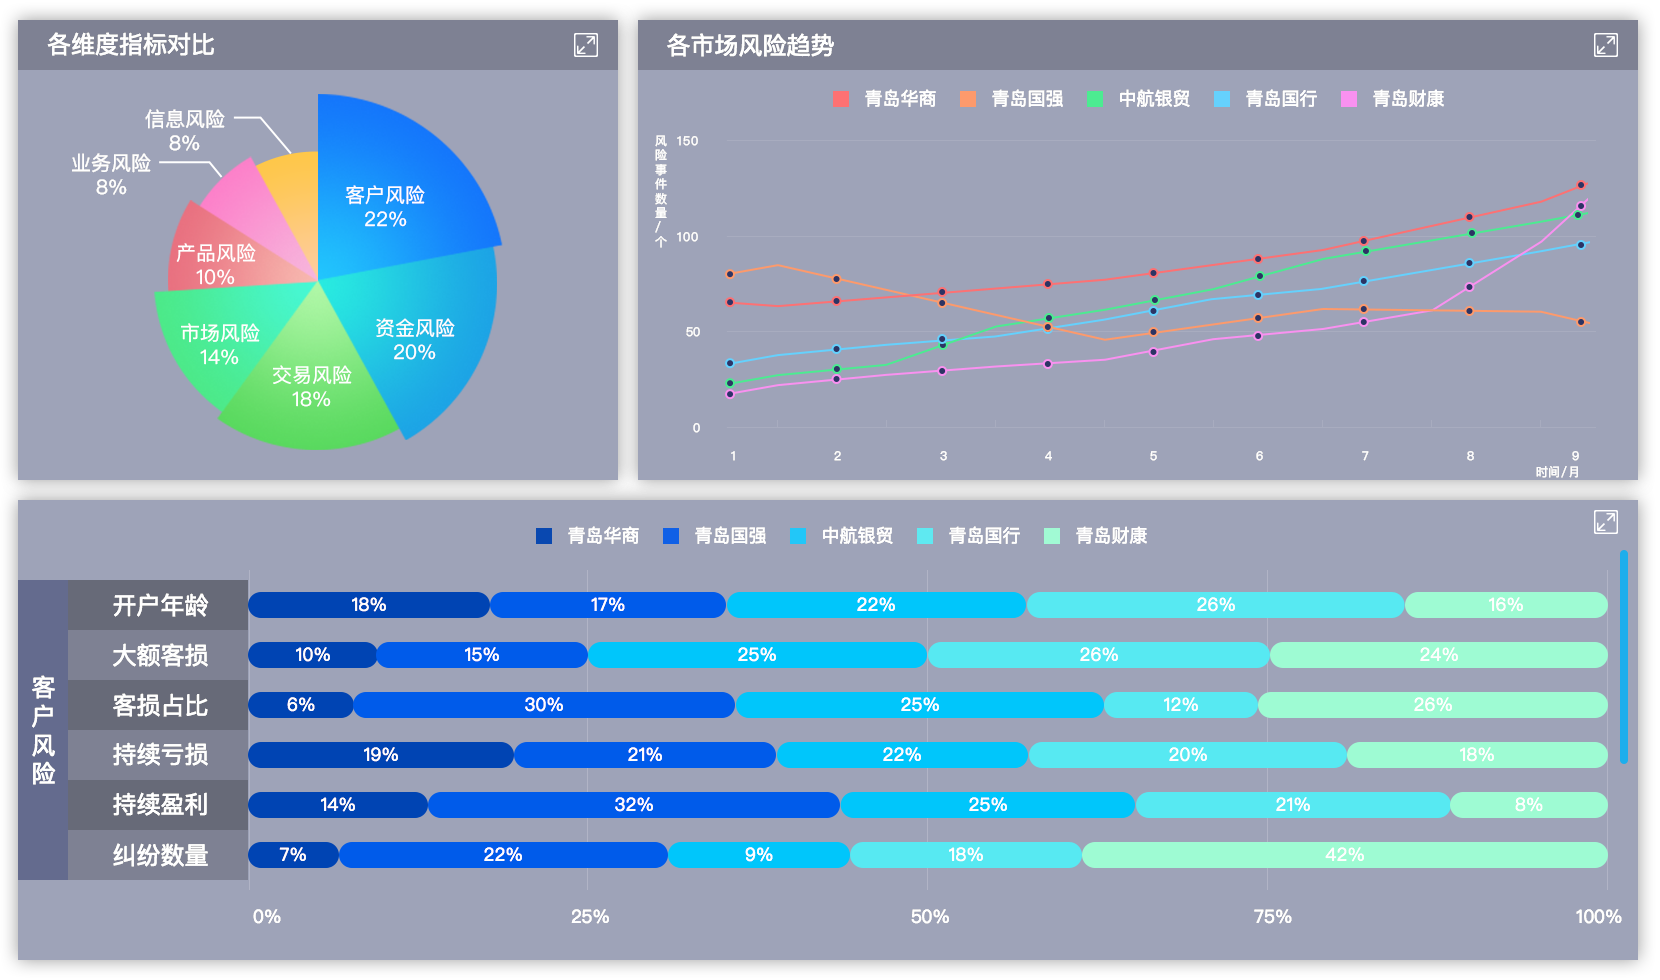 各维度指标对比
信息风险
8%
业务风险
8%
客户风险
22%
产品风险
10%
资金风险
20%
市场风险
14%
交易风险
18%
各市场风险趋势
青岛华商 青岛国强 中航银贸 青岛国行 青岛财康
风险事件数量/个
150
100
50
0
1 2 3 4 5 6 7 8 9
时间/月
青岛华商 青岛国强 中航银贸 青岛国行 青岛财康
客户风险
开户年龄 18% 17% 22% 26% 16%
大额客损 10% 15% 25% 26% 24%
客损占比 6% 30% 25% 12% 26%
持续亏损 19% 21% 22% 20% 18%
持续盈利 14% 32% 25% 21% 8%
纠纷数量 7% 22% 9% 18% 42%
0% 25% 50% 75% 100%